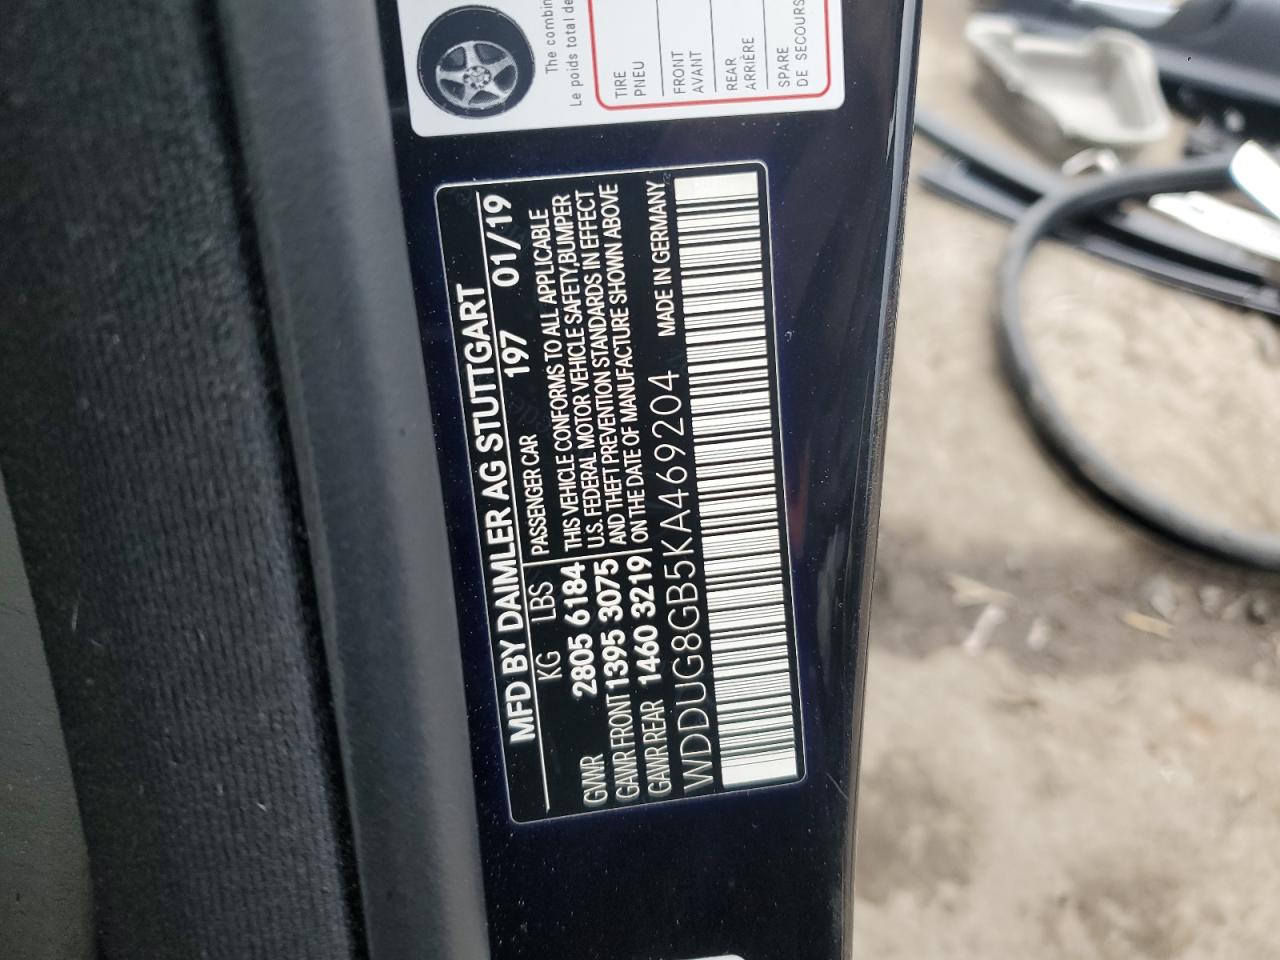 The combin
Le poids total de
TIRE
PNEU
FRONT
AVANT
REAR
ARRIÈRE
SPARE
DE SECOURS
MFD BY DAIMLER AG STUTTGART
197 01/19
KG LBS PASSENGER CAR
GVWR 2805 6184
GAWR FRONT 1395 3075
GAWR REAR 1460 3219
THIS VEHICLE CONFORMS TO ALL APPLICABLE
U.S. FEDERAL MOTOR VEHICLE SAFETY,BUMPER
AND THEFT PREVENTION STANDARDS IN EFFECT
ON THE DATE OF MANUFACTURE SHOWN ABOVE
WDDUG8GB5KA469204 MADE IN GERMANY